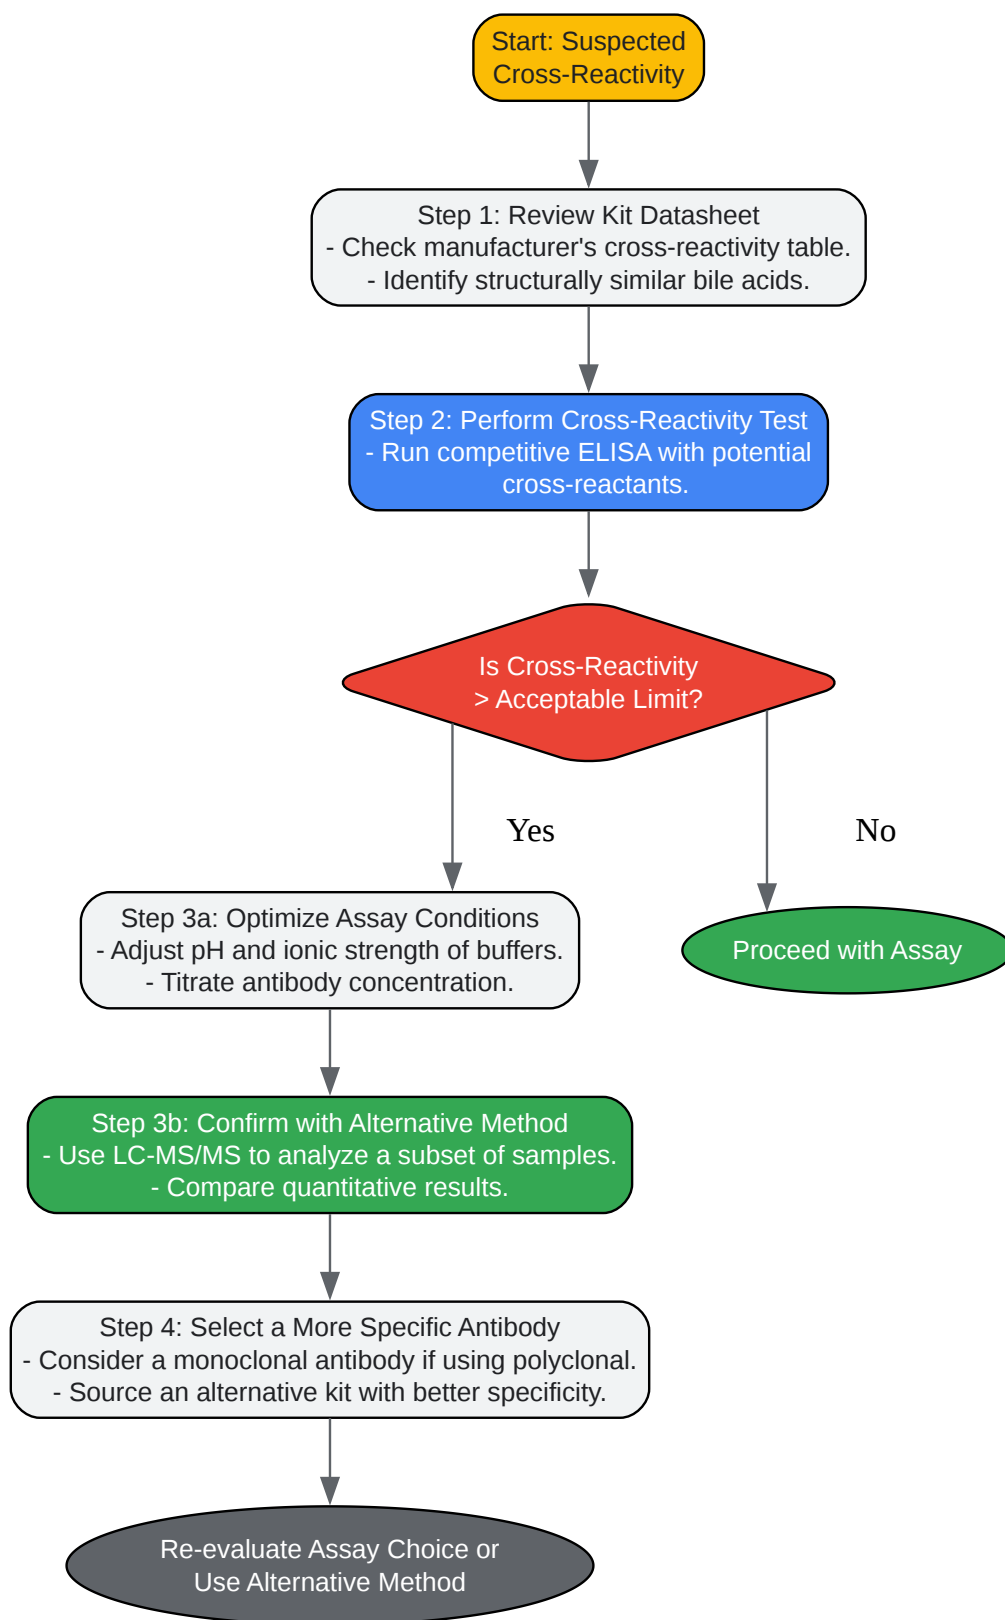 Start: Suspected
Cross-Reactivity
Step 1: Review Kit Datasheet
- Check manufacturer's cross-reactivity table.
- Identify structurally similar bile acids.
Step 2: Perform Cross-Reactivity Test
- Run competitive ELISA with potential
cross-reactants.
Is Cross-Reactivity
> Acceptable Limit?
Yes
No
Step 3a: Optimize Assay Conditions
- Adjust pH and ionic strength of buffers.
- Titrate antibody concentration.
Proceed with Assay
Step 3b: Confirm with Alternative Method
- Use LC-MS/MS to analyze a subset of samples.
- Compare quantitative results.
Step 4: Select a More Specific Antibody
- Consider a monoclonal antibody if using polyclonal.
- Source an alternative kit with better specificity.
Re-evaluate Assay Choice or
Use Alternative Method